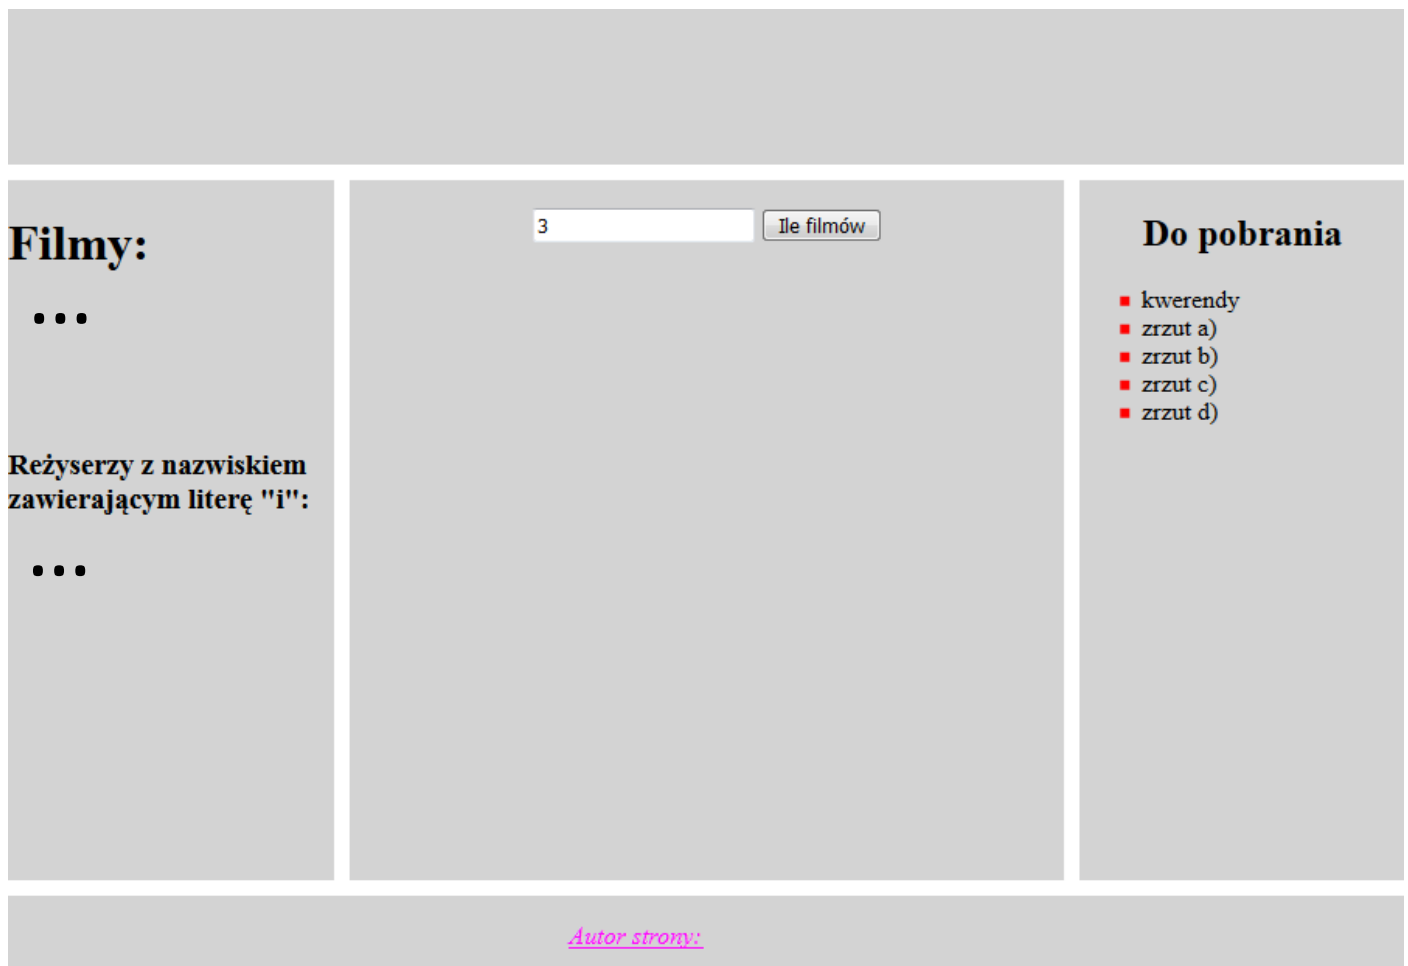 Filmy:
...
Reżyserzy z nazwiskiem
zawierającym literę "i":
...
3
Ile filmów
Do pobrania
kwerendy
zrzut a)
zrzut b)
zrzut c)
zrzut d)
Autor strony: